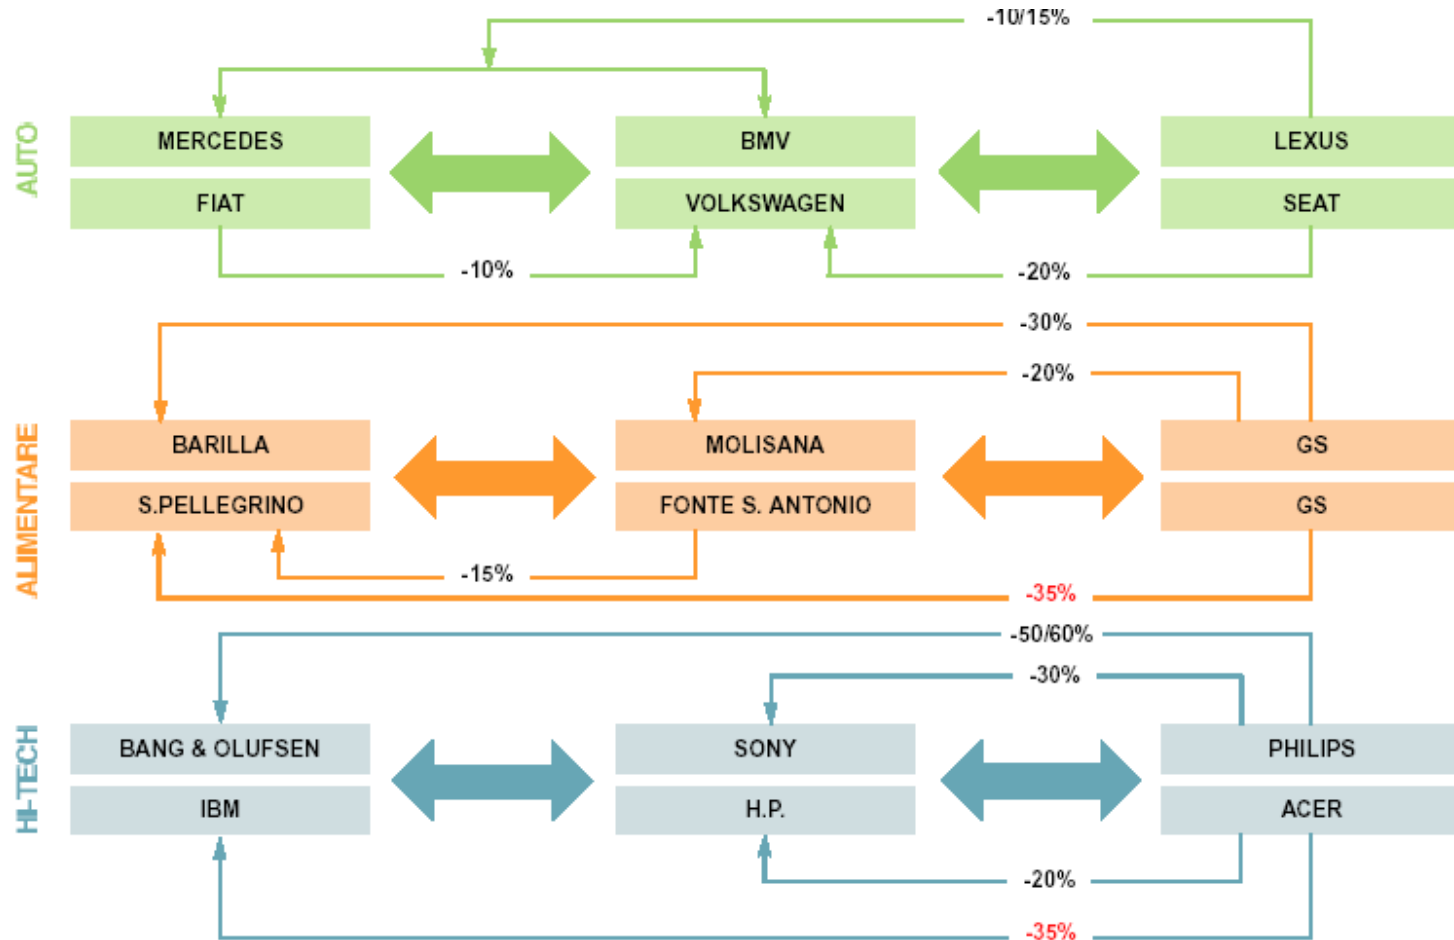 -10/15%
AUTO
MERCEDES
BMV
LEXUS
FIAT
VOLKSWAGEN
SEAT
-10%
-20%
-30%
-20%
ALIMENTARE
BARILLA
MOLISANA
GS
S.PELLEGRINO
FONTE S. ANTONIO
GS
-15%
-35%
-50/60%
-30%
HI-TECH
BANG & OLUFSEN
SONY
PHILIPS
IBM
H.P.
ACER
-20%
-35%